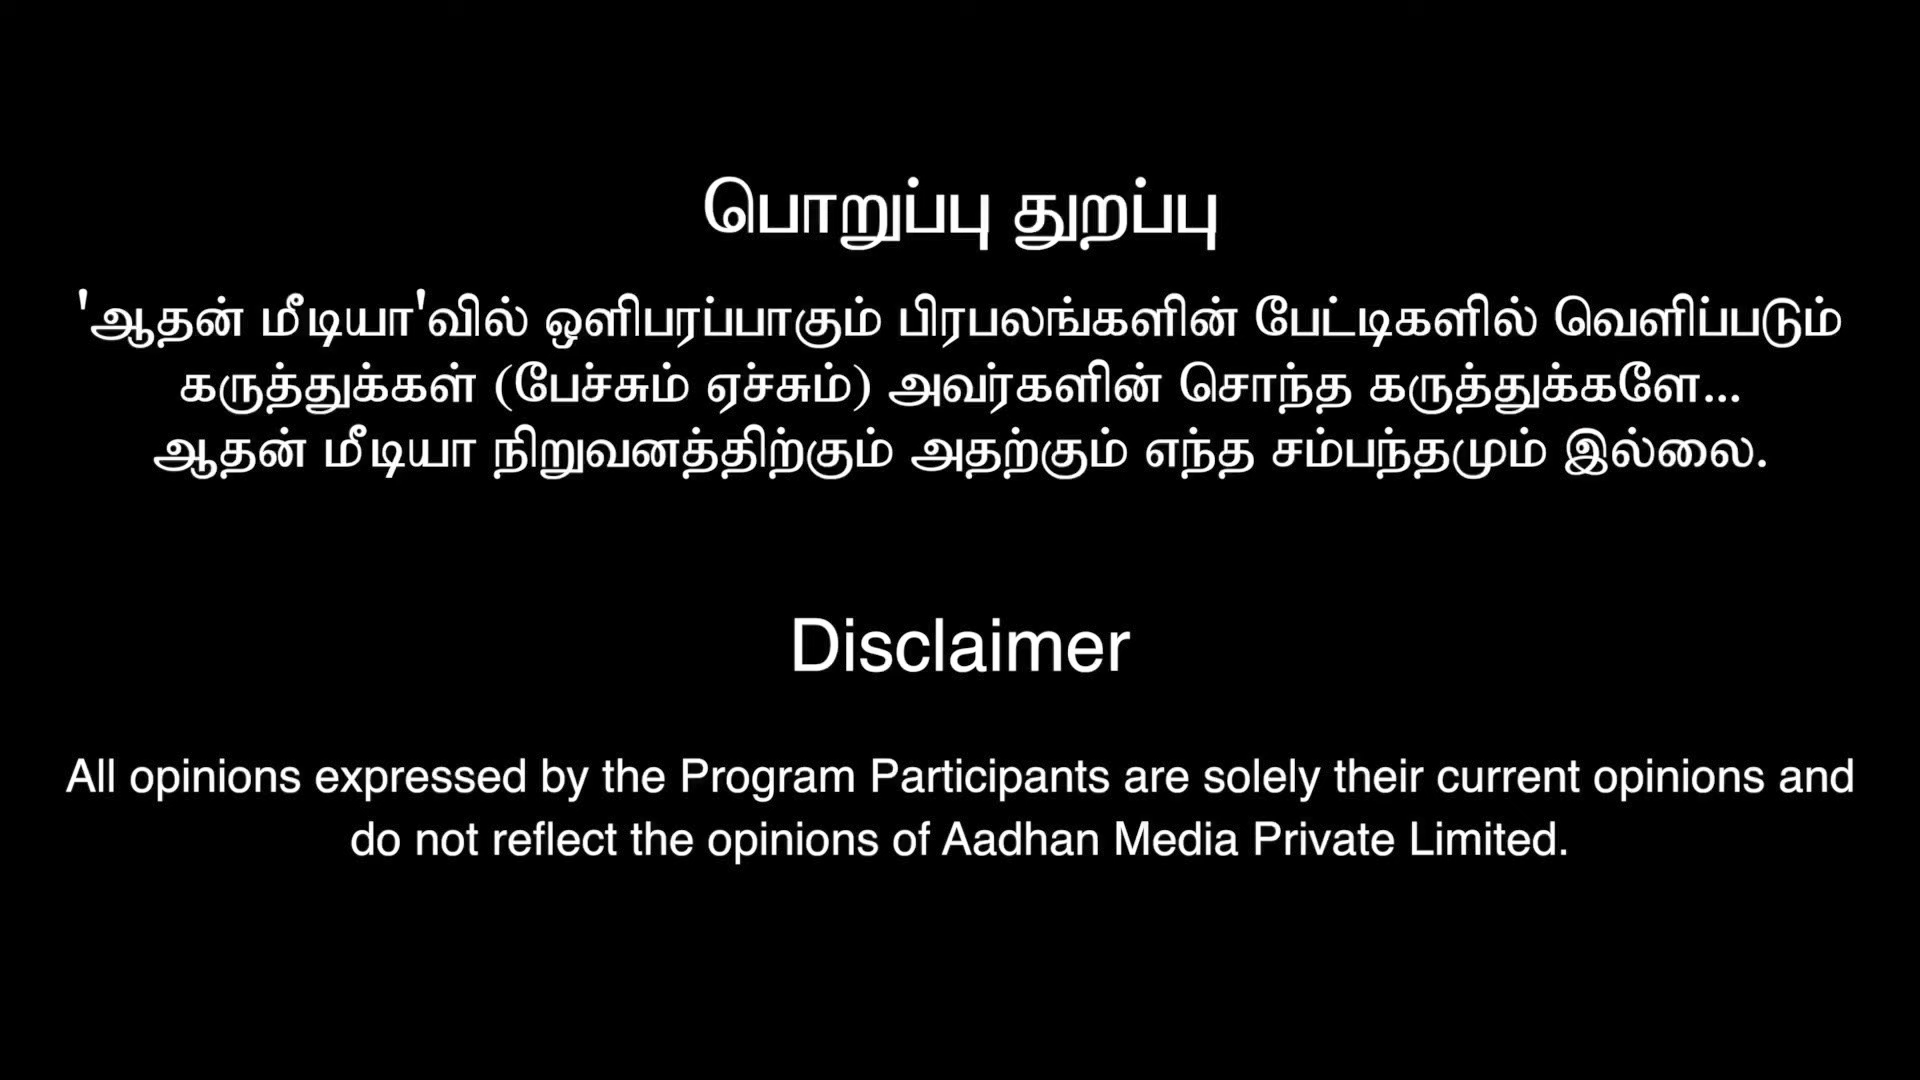 பொறுப்பு துறப்பு
'ஆதன் மீடியா'வில் ஒளிபரப்பாகும் பிரபலங்களின் பேட்டிகளில் வெளிப்படும்
கருத்துக்கள் (பேச்சும் ஏச்சும்) அவர்களின் சொந்த கருத்துக்களே...
ஆதன் மீடியா நிறுவனத்திற்கும் அதற்கும் எந்த சம்பந்தமும் இல்லை.
Disclaimer
All opinions expressed by the Program Participants are solely their current opinions and
do not reflect the opinions of Aadhan Media Private Limited.